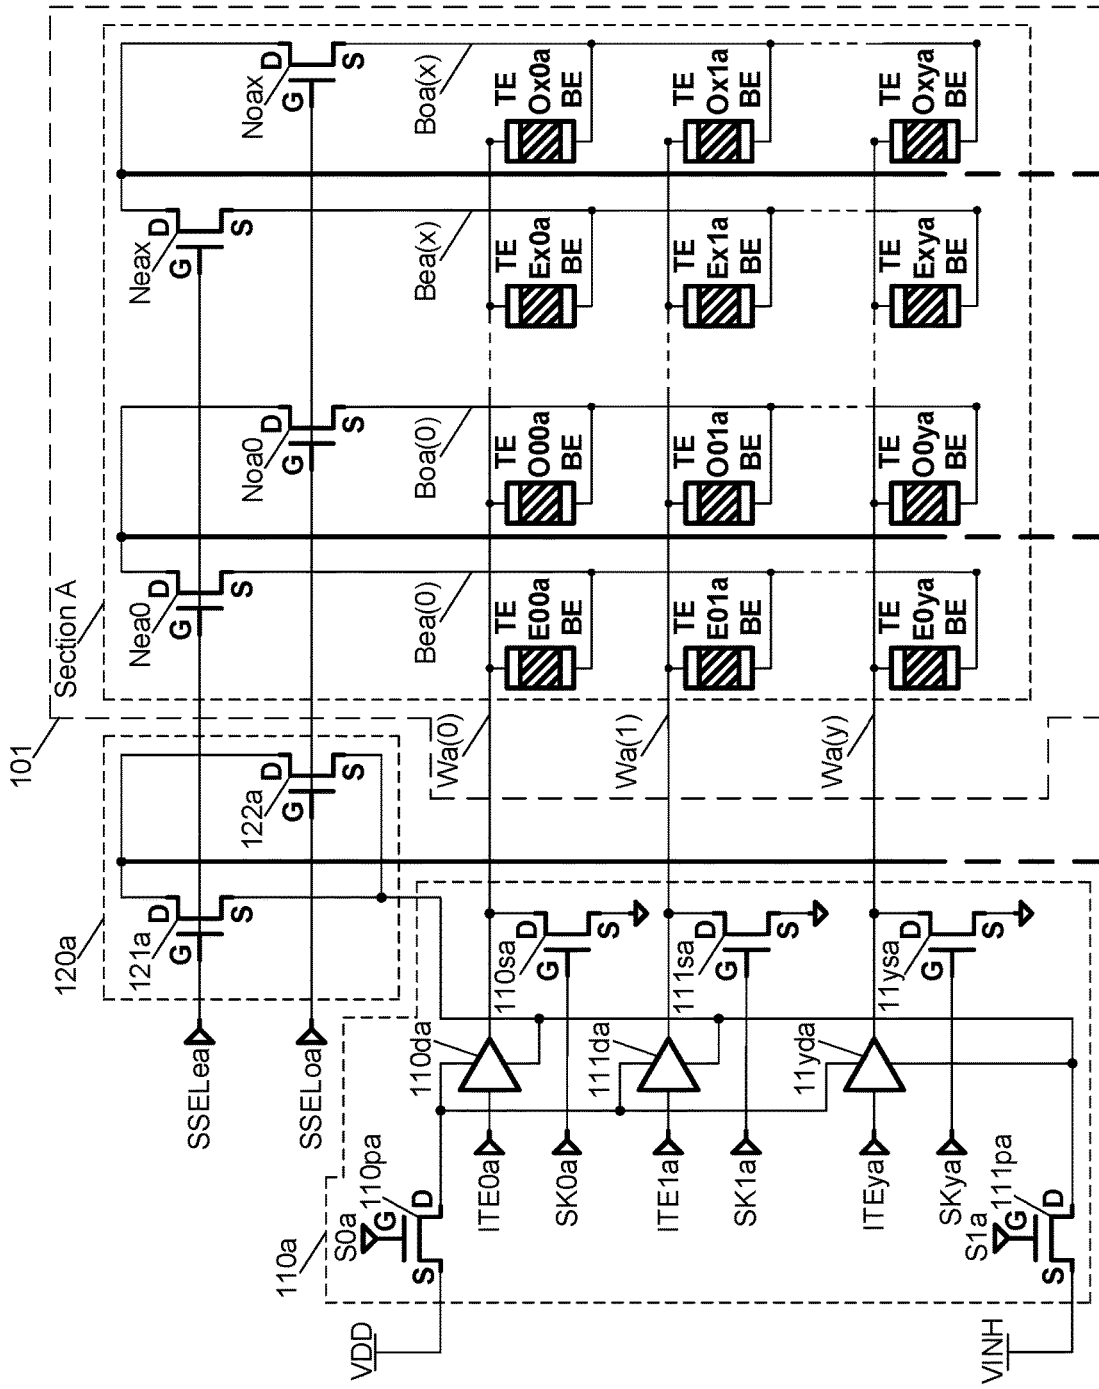 101
Section A
120a
121a
D
G
S
122a
D
G
S
SSELea
SSELoa
Nea0
D
G
S
Noa0
D
G
S
Neax
D
G
S
Noax
D
G
S
Bea(0)
Boa(0)
Bea(x)
Boa(x)
110a
S0a
110pa
G
S
D
VDD
ITE0a
110da
SK0a
110sa
D
G
S
Wa(0)
TE
E00a
BE
TE
O00a
BE
TE
Ex0a
BE
TE
Ox0a
BE
ITE1a
111da
SK1a
111sa
D
G
S
Wa(1)
TE
E01a
BE
TE
O01a
BE
TE
Ex1a
BE
TE
Ox1a
BE
ITEya
11yda
SKya
11ysa
D
G
S
Wa(y)
TE
E0ya
BE
TE
O0ya
BE
TE
Exya
BE
TE
Oxya
BE
S1a
111pa
G
S
D
VINH